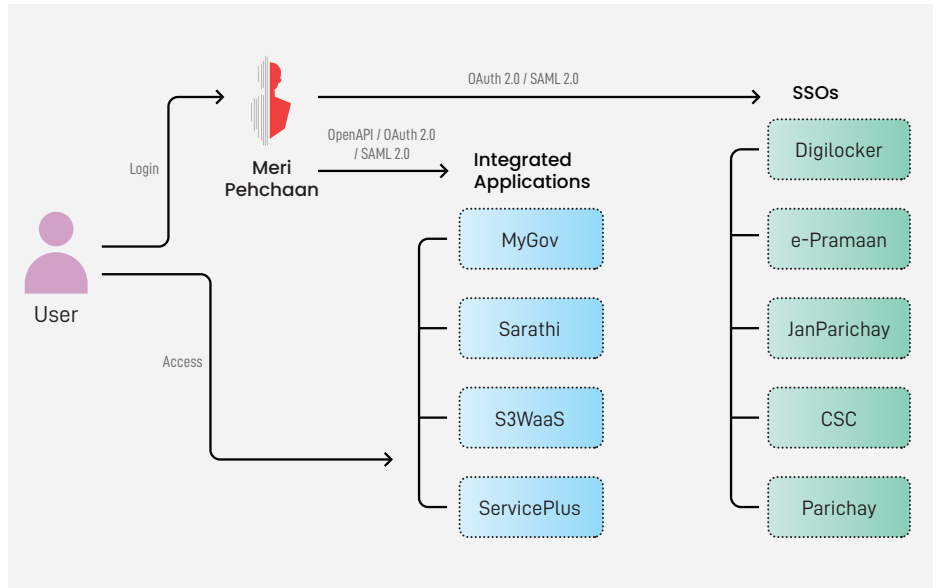 OAuth 2.0 / SAML 2.0
SSOs
OpenAPI / OAuth 2.0
/ SAML 2.0
Login
Meri
Pehchaan
Integrated
Applications
Digilocker
MyGov
e-Pramaan
User
Sarathi
JanParichay
Access
S3WaaS
CSC
ServicePlus
Parichay